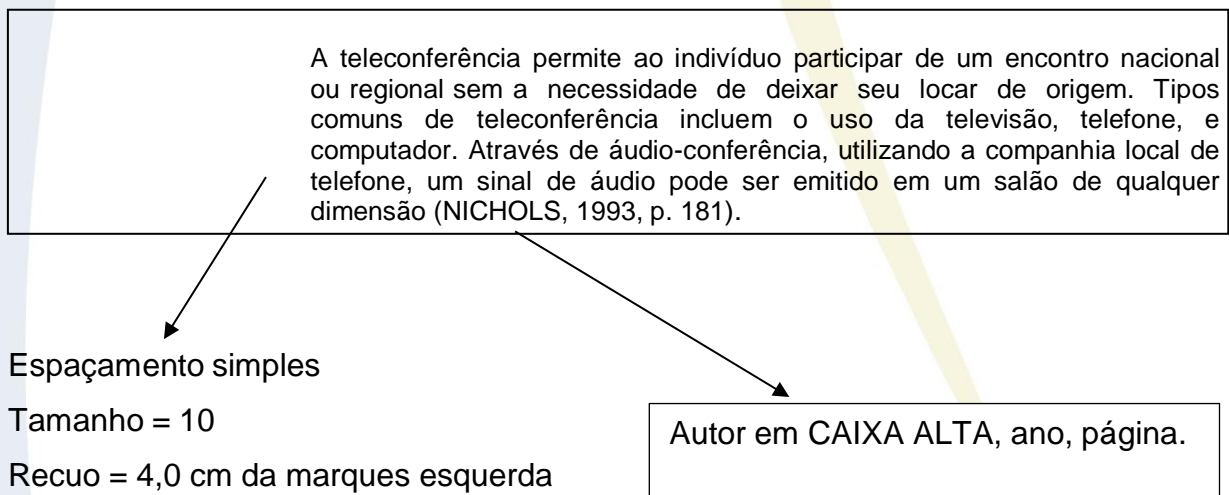 A teleconferência permite ao indivíduo participar de um encontro nacional
ou regional sem a necessidade de deixar seu locar de origem. Tipos
comuns de teleconferência incluem o uso da televisão, telefone, e
computador. Através de áudio-conferência, utilizando a companhia local de
telefone, um sinal de áudio pode ser emitido em um salão de qualquer
dimensão (NICHOLS, 1993, p. 181).
Espaçamento simples
Tamanho = 10
Recuo = 4,0 cm da marques esquerda
Autor em CAIXA ALTA, ano, página.